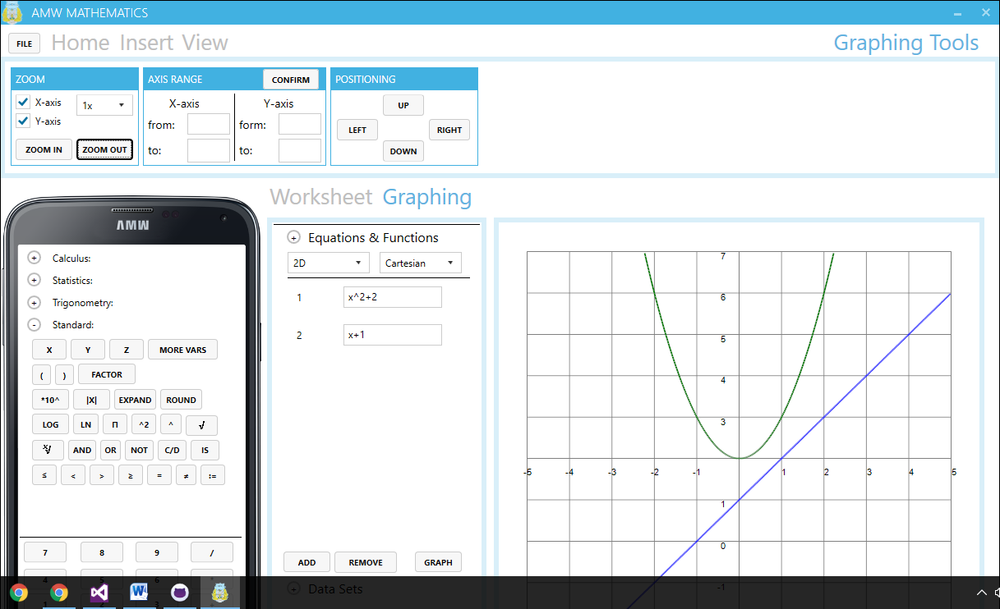 AMW MATHEMATICS
FILE Home Insert View Graphing Tools
ZOOM AXIS RANGE CONFIRM POSITIONING
X-axis 1x X-axis Y-axis UP
Y-axis from: form: LEFT RIGHT
ZOOM IN ZOOM OUT to: to: DOWN
Worksheet Graphing
AMW
+ Calculus:
+ Statistics:
+ Trigonometry:
- Standard:
X Y Z MORE VARS
( ) FACTOR
*10^ |X| EXPAND ROUND
LOG LN Π ^2 ^ √
ˣ√ AND OR NOT C/D IS
≤ < > ≥ = ≠ :=
7 8 9 /
4 5 6 *
1 2 3
+ Equations & Functions
2D Cartesian
1 x^2+2
2 x+1
ADD REMOVE GRAPH
+ Data Sets
7
6
5
4
3
-5 -4 -3 -2 -1 1 2 3 4 5
1
0
-1